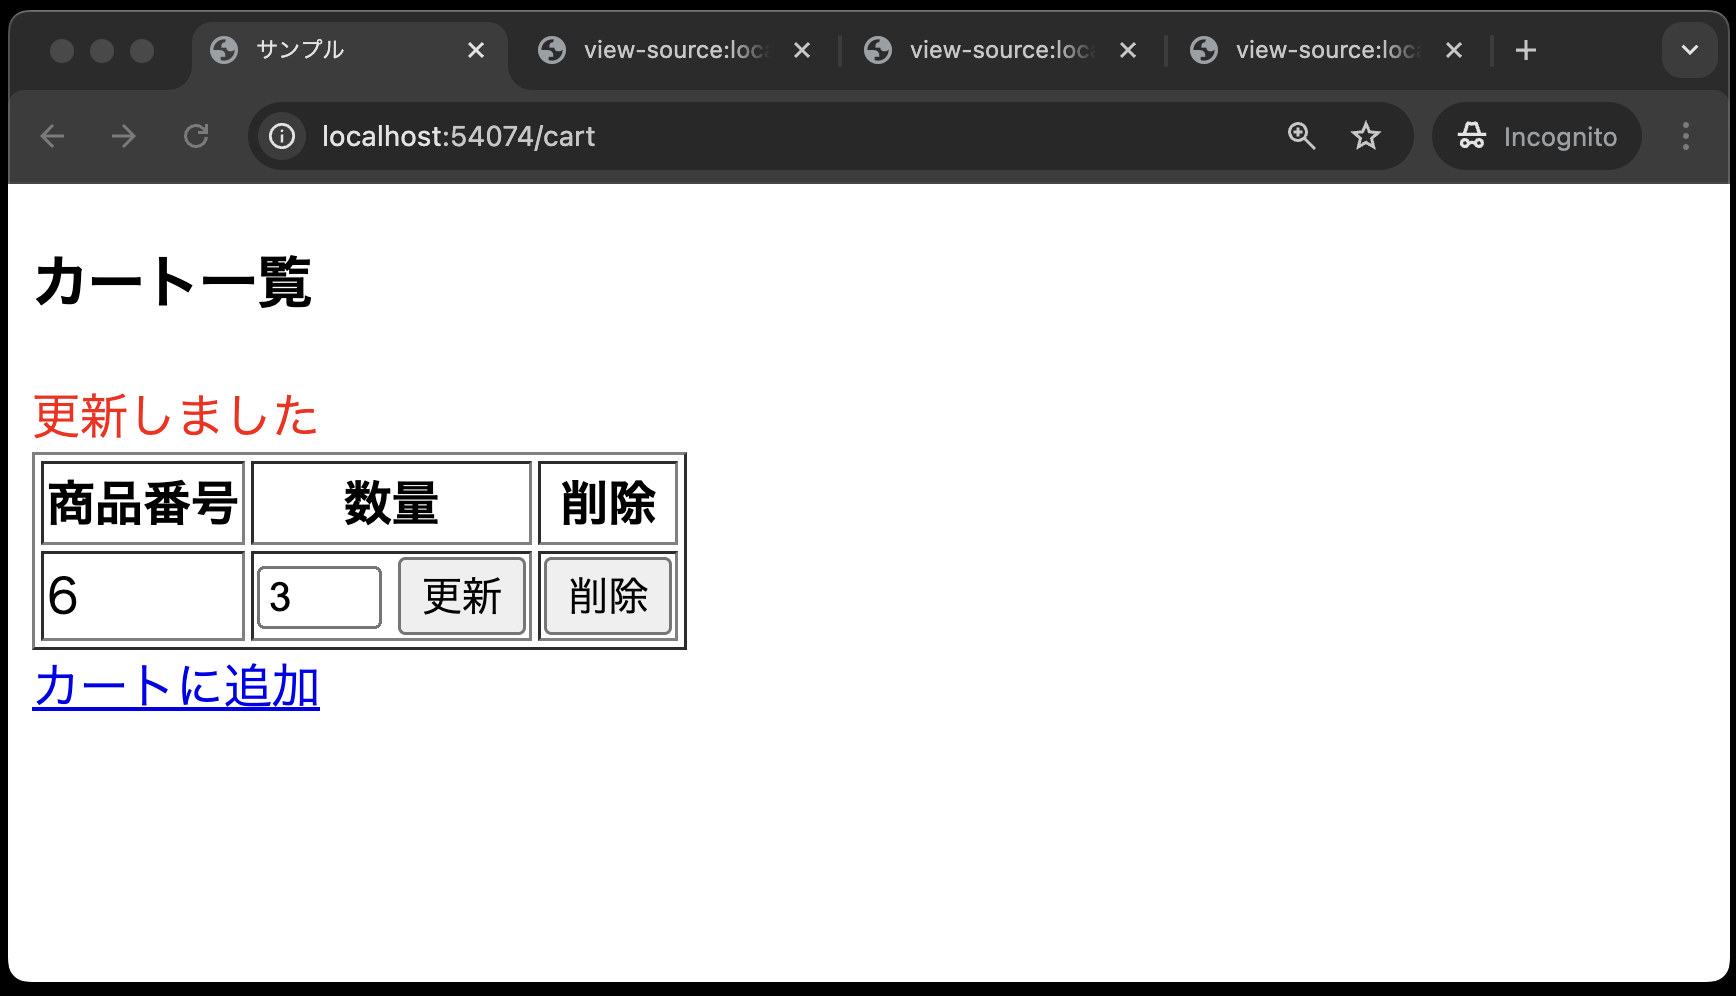 サンプル
view-source:loc
view-source:loc
view-source:loc
localhost:54074/cart
Incognito
カート一覧
更新しました
商品番号 数量 削除
6 3 更新 削除
カートに追加